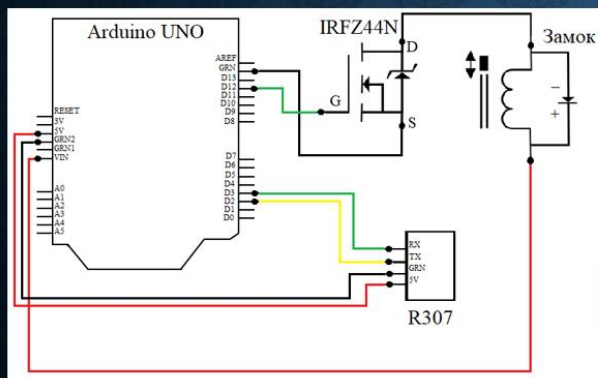 Arduino UNO
IRFZ44N
Замок
AREF
GRN
D13
D12
D11
D10
D9
D8
RESET
3V
5V
GRN2
GRN1
VIN
D7
D6
D5
D4
D3
D2
D1
D0
A0
A1
A2
A3
A4
A5
D
G
S
−
+
RX
TX
GRN
5V
R307